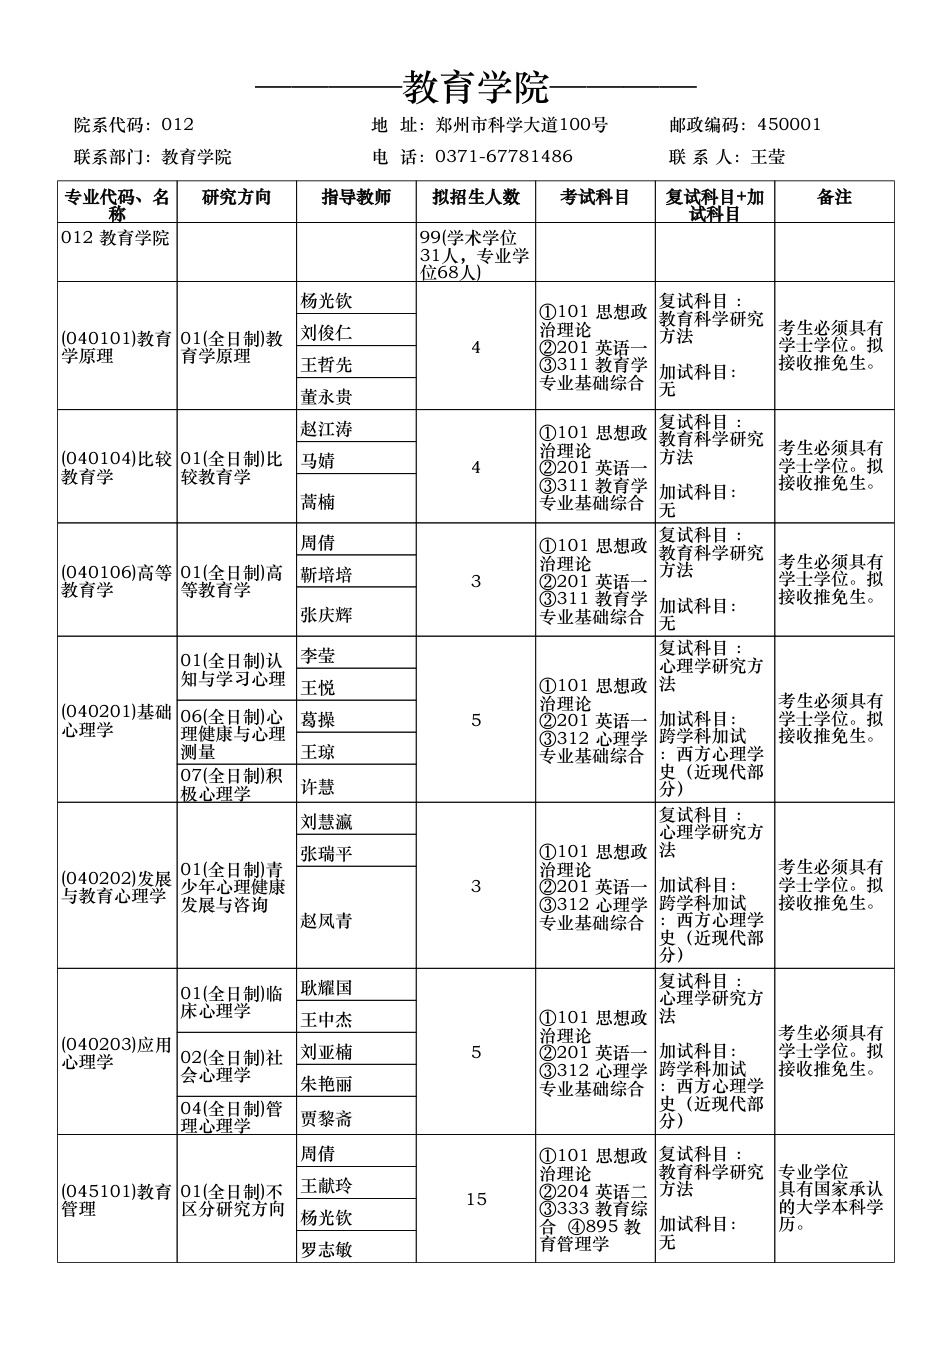 ————教育学院————
院系代码：012 地 址：郑州市科学大道100号 邮政编码：450001
联系部门：教育学院 电 话：0371-67781486 联 系 人：王莹
专业代码、名
称
研究方向
指导教师
拟招生人数
考试科目
复试科目+加
试科目
备注
012 教育学院
99(学术学位
31人，专业学
位68人)
(040101)教育
学原理
01(全日制)教
育学原理
杨光钦
刘俊仁
王哲先
董永贵
4
①101 思想政
治理论
②201 英语一
③311 教育学
专业基础综合
复试科目：
教育科学研究
方法
加试科目：
无
考生必须具有
学士学位。拟
接收推免生。
(040104)比较
教育学
01(全日制)比
较教育学
赵江涛
马婧
蒿楠
4
①101 思想政
治理论
②201 英语一
③311 教育学
专业基础综合
复试科目：
教育科学研究
方法
加试科目：
无
考生必须具有
学士学位。拟
接收推免生。
(040106)高等
教育学
01(全日制)高
等教育学
周倩
靳培培
张庆辉
3
①101 思想政
治理论
②201 英语一
③311 教育学
专业基础综合
复试科目：
教育科学研究
方法
加试科目：
无
考生必须具有
学士学位。拟
接收推免生。
(040201)基础
心理学
01(全日制)认
知与学习心理
06(全日制)心
理健康与心理
测量
07(全日制)积
极心理学
李莹
王悦
葛操
王琼
许慧
5
①101 思想政
治理论
②201 英语一
③312 心理学
专业基础综合
复试科目：
心理学研究方
法
加试科目：
跨学科加试
：西方心理学
史（近现代部
分）
考生必须具有
学士学位。拟
接收推免生。
(040202)发展
与教育心理学
01(全日制)青
少年心理健康
发展与咨询
刘慧瀛
张瑞平
赵凤青
3
①101 思想政
治理论
②201 英语一
③312 心理学
专业基础综合
复试科目：
心理学研究方
法
加试科目：
跨学科加试
：西方心理学
史（近现代部
分）
考生必须具有
学士学位。拟
接收推免生。
(040203)应用
心理学
01(全日制)临
床心理学
02(全日制)社
会心理学
04(全日制)管
理心理学
耿耀国
王中杰
刘亚楠
朱艳丽
贾黎斋
5
①101 思想政
治理论
②201 英语一
③312 心理学
专业基础综合
复试科目：
心理学研究方
法
加试科目：
跨学科加试
：西方心理学
史（近现代部
分）
考生必须具有
学士学位。拟
接收推免生。
(045101)教育
管理
01(全日制)不
区分研究方向
周倩
王献玲
杨光钦
罗志敏
15
①101 思想政
治理论
②204 英语二
③333 教育综
合 ④895 教
育管理学
复试科目：
教育科学研究
方法
加试科目：
无
专业学位
具有国家承认
的大学本科学
历。